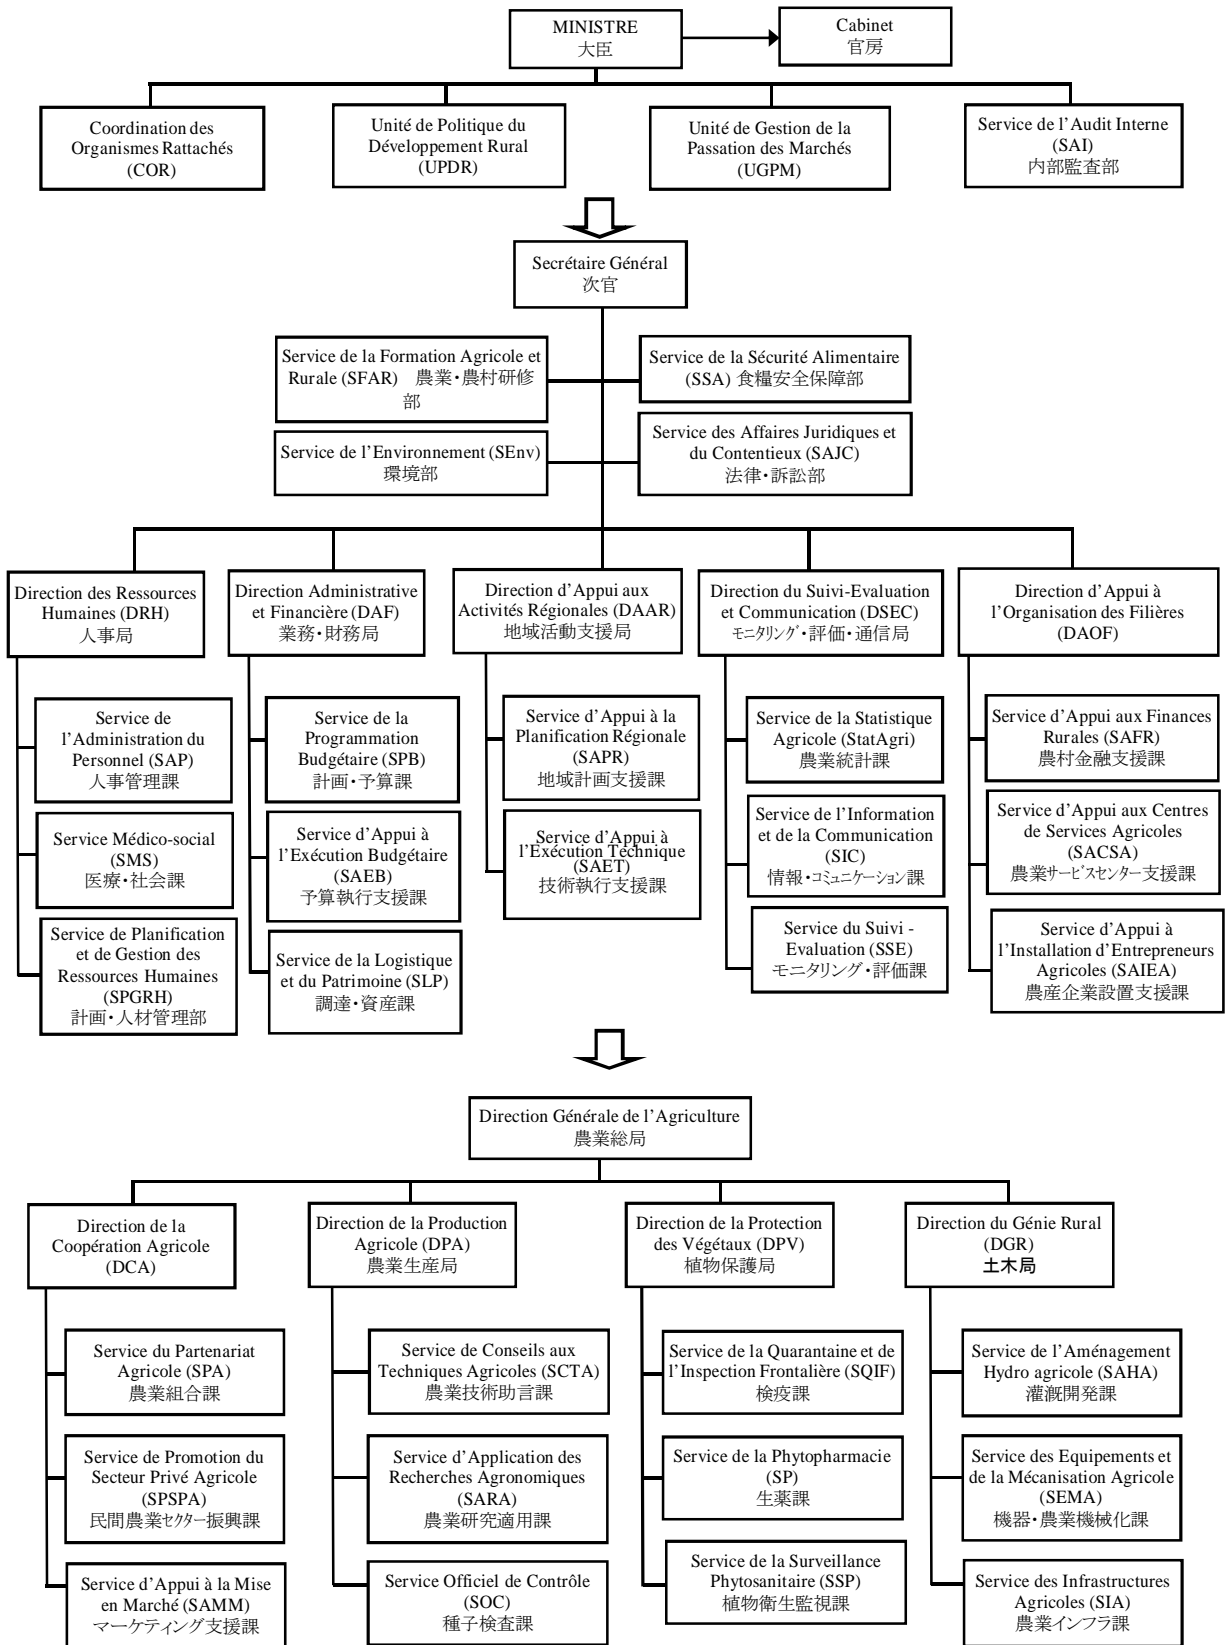 MINISTRE
大臣
Cabinet
官房
Coordination des
Organismes Rattachés
(COR)
Unité de Politique du
Développement Rural
(UPDR)
Unité de Gestion de la
Passation des Marchés
(UGPM)
Service de l'Audit Interne
(SAI)
内部監査部
Secrétaire Général
次官
Service de la Formation Agricole et
Rurale (SFAR) 農業・農村研修
部
Service de la Sécurité Alimentaire
(SSA) 食糧安全保障部
Service de l'Environnement (SEnv)
環境部
Service des Affaires Juridiques et
du Contentieux (SAJC)
法律・訴訟部
Direction des Ressources
Humaines (DRH)
人事局
Direction Administrative
et Financière (DAF)
業務・財務局
Direction d'Appui aux
Activités Régionales (DAAR)
地域活動支援局
Direction du Suivi-Evaluation
et Communication (DSEC)
モニタリング・評価・通信局
Direction d'Appui à
l'Organisation des Filières
(DAOF)
Service de
l'Administration du
Personnel (SAP)
人事管理課
Service de la
Programmation
Budgétaire (SPB)
計画・予算課
Service d'Appui à la
Planification Régionale
(SAPR)
地域計画支援課
Service de la Statistique
Agricole (StatAgri)
農業統計課
Service d'Appui aux Finances
Rurales (SAFR)
農村金融支援課
Service Médico-social
(SMS)
医療・社会課
Service d'Appui à
l'Exécution Budgétaire
(SAEB)
予算執行支援課
Service d'Appui à
l'Exécution Technique
(SAET)
技術執行支援課
Service de l'Information
et de la Communication
(SIC)
情報・コミュニケーション課
Service d'Appui aux Centres
de Services Agricoles
(SACSA)
農業サービスセンター支援課
Service de Planification
et de Gestion des
Ressources Humaines
(SPGRH)
計画・人材管理部
Service de la Logistique
et du Patrimoine (SLP)
調達・資産課
Service du Suivi -
Evaluation (SSE)
モニタリング・評価課
Service d'Appui à
l'Installation d'Entrepreneurs
Agricoles (SAIEA)
農産企業設置支援課
Direction Générale de l'Agriculture
農業総局
Direction de la
Coopération Agricole
(DCA)
Direction de la Production
Agricole (DPA)
農業生産局
Direction de la Protection
des Végétaux (DPV)
植物保護局
Direction du Génie Rural
(DGR)
土木局
Service du Partenariat
Agricole (SPA)
農業組合課
Service de Conseils aux
Techniques Agricoles (SCTA)
農業技術助言課
Service de la Quarantaine et de
l'Inspection Frontalière (SQIF)
検疫課
Service de l'Aménagement
Hydro agricole (SAHA)
灌漑開発課
Service de Promotion du
Secteur Privé Agricole
(SPSPA)
民間農業セクター振興課
Service d'Application des
Recherches Agronomiques
(SARA)
農業研究適用課
Service de la Phytopharmacie
(SP)
生薬課
Service des Equipements et
de la Mécanisation Agricole
(SEMA)
機器・農業機械化課
Service d'Appui à la Mise
en Marché (SAMM)
マーケティング支援課
Service Officiel de Contrôle
(SOC)
種子検査課
Service de la Surveillance
Phytosanitaire (SSP)
植物衛生監視課
Service des Infrastructures
Agricoles (SIA)
農業インフラ課